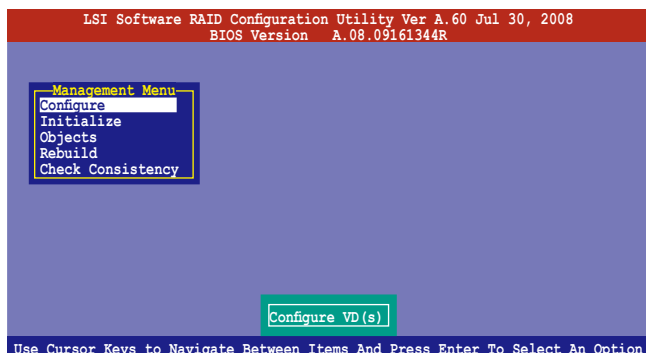 LSI Software RAID Configuration Utility Ver A.60 Jul 30, 2008
BIOS Version A.08.09161344R
Management Menu
Configure
Initialize
Objects
Rebuild
Check Consistency
Configure VD(s)
Use Cursor Keys to Navigate Between Items And Press Enter To Select An Option